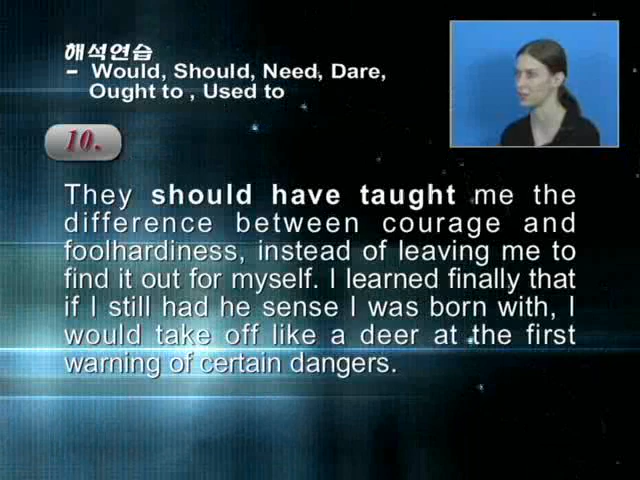 해석연습
- Would, Should, Need, Dare,
Ought to , Used to
10.
They should have taught me the
difference between courage and
foolhardiness, instead of leaving me to
find it out for myself. I learned finally that
if I still had he sense I was born with, I
would take off like a deer at the first
warning of certain dangers.